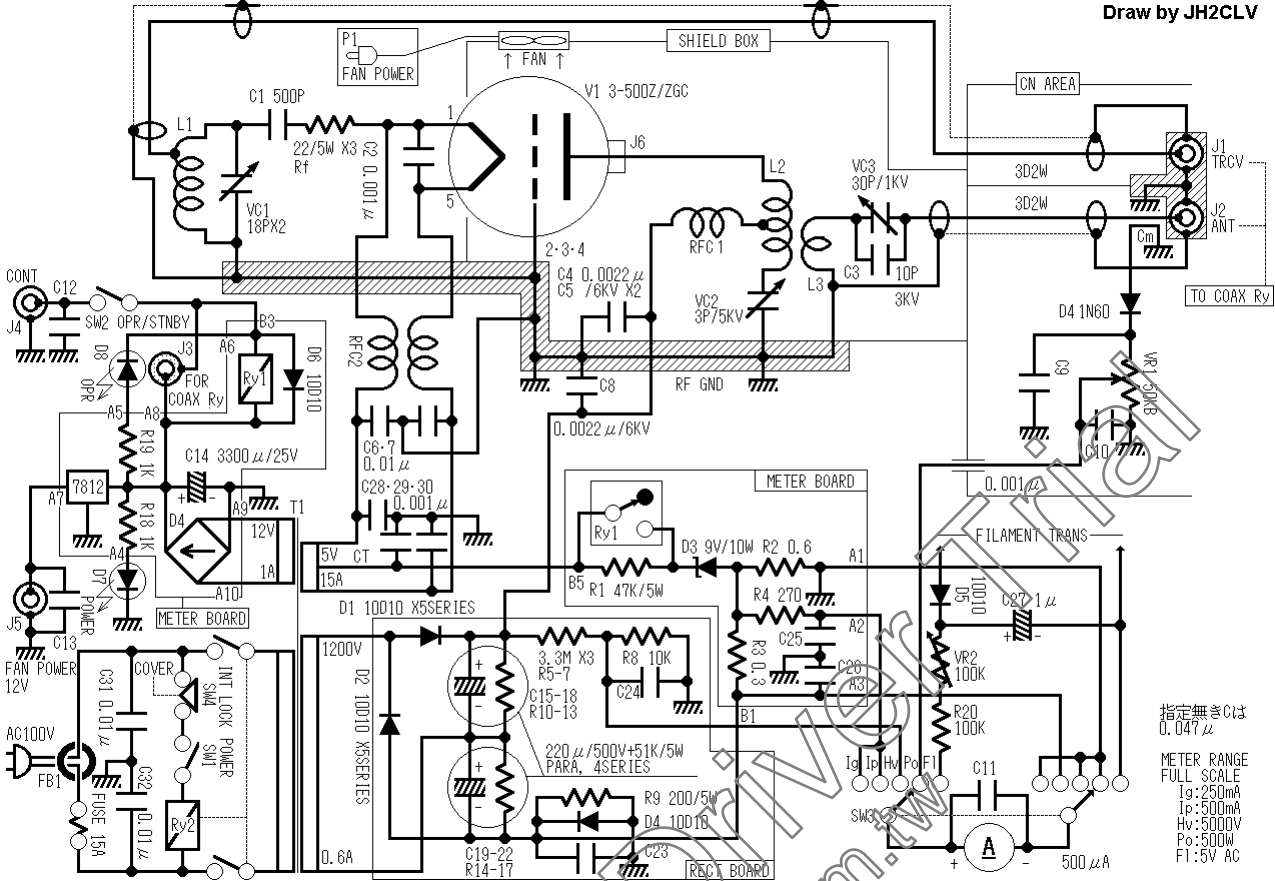 Draw by JH2CLV
P1
FAN POWER
↑ FAN ↑
SHIELD BOX
V1 3-500Z/ZGC
CN AREA
C1 500P
L1
22/5W X3
Rf
C2 0.001μ
1
5
J6
L2
VC3
30P/1KV
3D2W
J1
TRCV
3D2W
J2
ANT
VC1
18PX2
RFC1
2·3·4
C4 0.0022μ
C5 /6KV X2
VC2
3P/5KV
C3
10P
3KV
L3
Cm
TO COAX Ry
CONT
C12
J4
SW2 OPR/STNBY
B3
D4 1N60
D8
OPR
J3
A6
FOR
COAX Ry
Ry1
D6 10D10
RFC2
C8
RF GND
C9
VR1 50KB
A5
A8
0.0022μ/6KV
C10
R19 1K
C14 3300μ/25V
C6·7
0.01μ
0.001μ
7812
A7
D4
A9
T1
C28·29·30
0.001μ
METER BOARD
R18 1K
12V
5V
CT
Ry1
D3 9V/10W
R2 0.6
A1
FILAMENT TRANS
A4
1A
15A
B5
R1 47K/5W
D7
POWER
A10
METER BOARD
D1 10D10 X5SERIES
R4 270
A2
D5
10D10
C27 1μ
J5
C13
C25
FAN POWER
12V
COVER
1200V
3.3M X3
R5-7
R8 10K
C24
R3 0.3
C26
A3
VR2
100K
C31 0.01μ
SW4
INT LOCK POWER
D2 10D10 X5SERIES
C15-18
R10-13
B1
R20
100K
指定無きCは
0.047μ
AC100V
FB1
SW1
220μ/500V+51K/5W
PARA, 4SERIES
Ig Ip Hv Po Fl
C11
METER RANGE
FULL SCALE
Ig:250mA
Ip:500mA
Hv:5000V
Po:500W
Fl:5V AC
FUSE 15A
C32
0.01μ
Ry2
R9 200/5W
D4 10D10
SW3
A
+ -
500μA
0.6A
C19-22
R14-17
C23
RECT BOARD
Driver Trial
m.tw